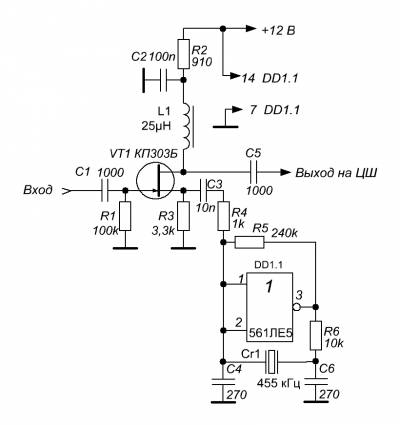 +12 В
C2 100n
R2
910
14 DD1.1
L1
25µH
7 DD1.1
VT1 КП303Б
C1 1000
C5
1000
Выход на ЦШ
Вход
R1
100k
R3
3,3k
C3
10n
R4
1k
R5
240k
DD1.1
1
1
3
2
561ЛЕ5
R6
10k
Cr1
455 кГц
C4
270
C6
270